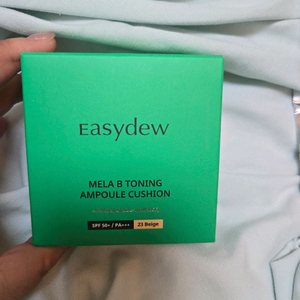 Easydew
MELA B TONING
AMPOULE CUSHION
SPF 50+ / PA+++ 23 Beige